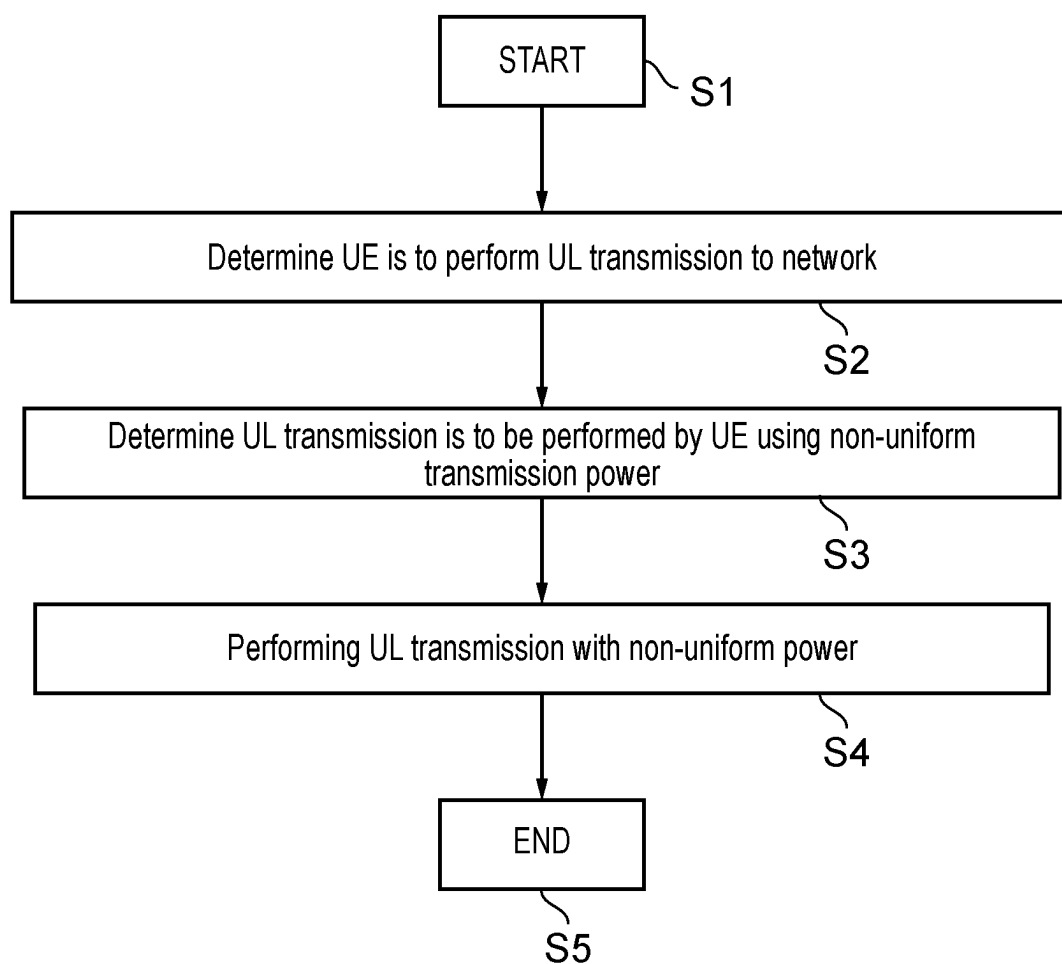 START
S1
Determine UE is to perform UL transmission to network
S2
Determine UL transmission is to be performed by UE using non-uniform
transmission power
S3
Performing UL transmission with non-uniform power
S4
END
S5